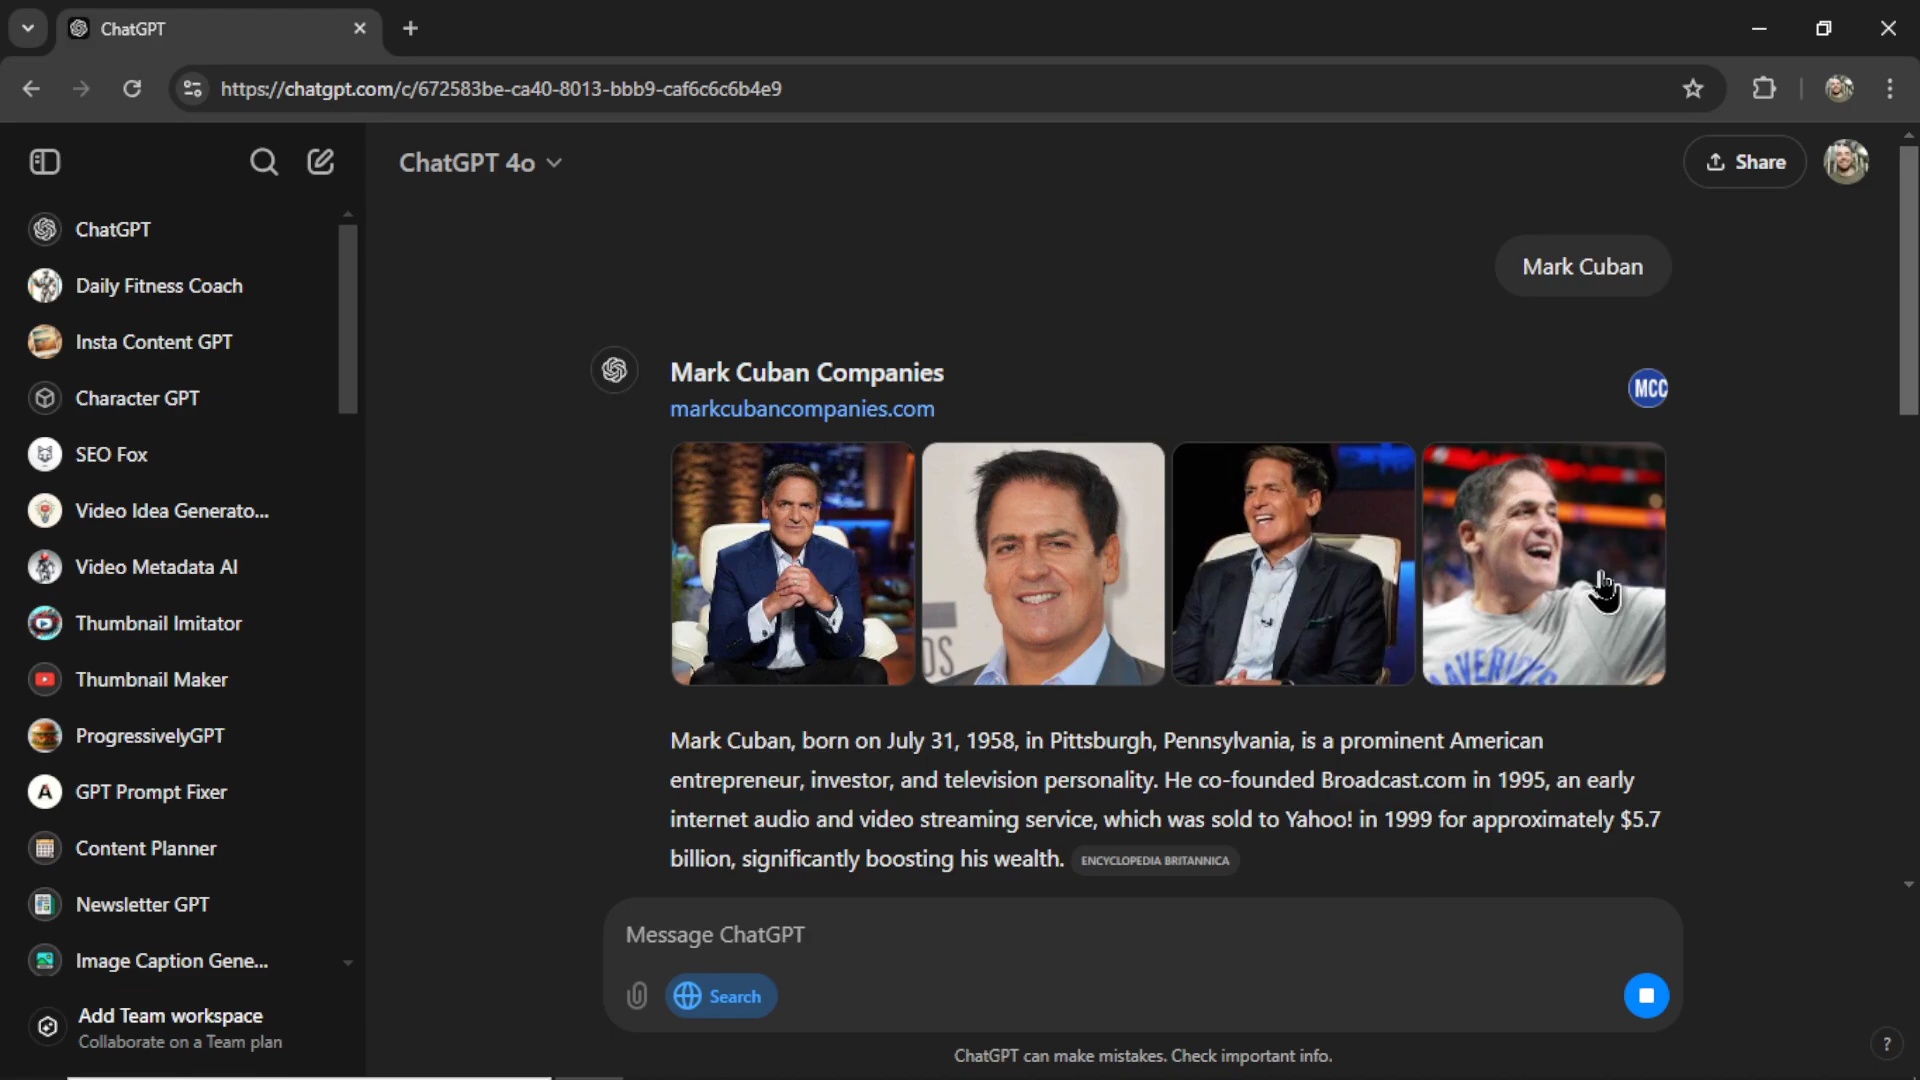 ChatGPT
https://chatgpt.com/c/672583be-ca40-8013-bbb9-caf6c6c6b4e9
ChatGPT 4o
Share
ChatGPT
Daily Fitness Coach
Insta Content GPT
Character GPT
SEO Fox
Video Idea Generato...
Video Metadata AI
Thumbnail Imitator
Thumbnail Maker
ProgressivelyGPT
GPT Prompt Fixer
Content Planner
Newsletter GPT
Image Caption Gene...
Add Team workspace
Collaborate on a Team plan
Mark Cuban
Mark Cuban Companies
markcubancompanies.com
MCC
DS
AVERICKS
Mark Cuban, born on July 31, 1958, in Pittsburgh, Pennsylvania, is a prominent American
entrepreneur, investor, and television personality. He co-founded Broadcast.com in 1995, an early
internet audio and video streaming service, which was sold to Yahoo! in 1999 for approximately $5.7
billion, significantly boosting his wealth. ENCYCLOPEDIA BRITANNICA
Message ChatGPT
Search
ChatGPT can make mistakes. Check important info.
?